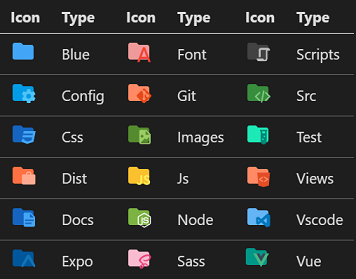 Icon Type Icon Type Icon Type
Blue Font Scripts
Config Git Src
Css Images Test
Dist JS Js Views
Docs Node Vscode
Expo Sass Vue